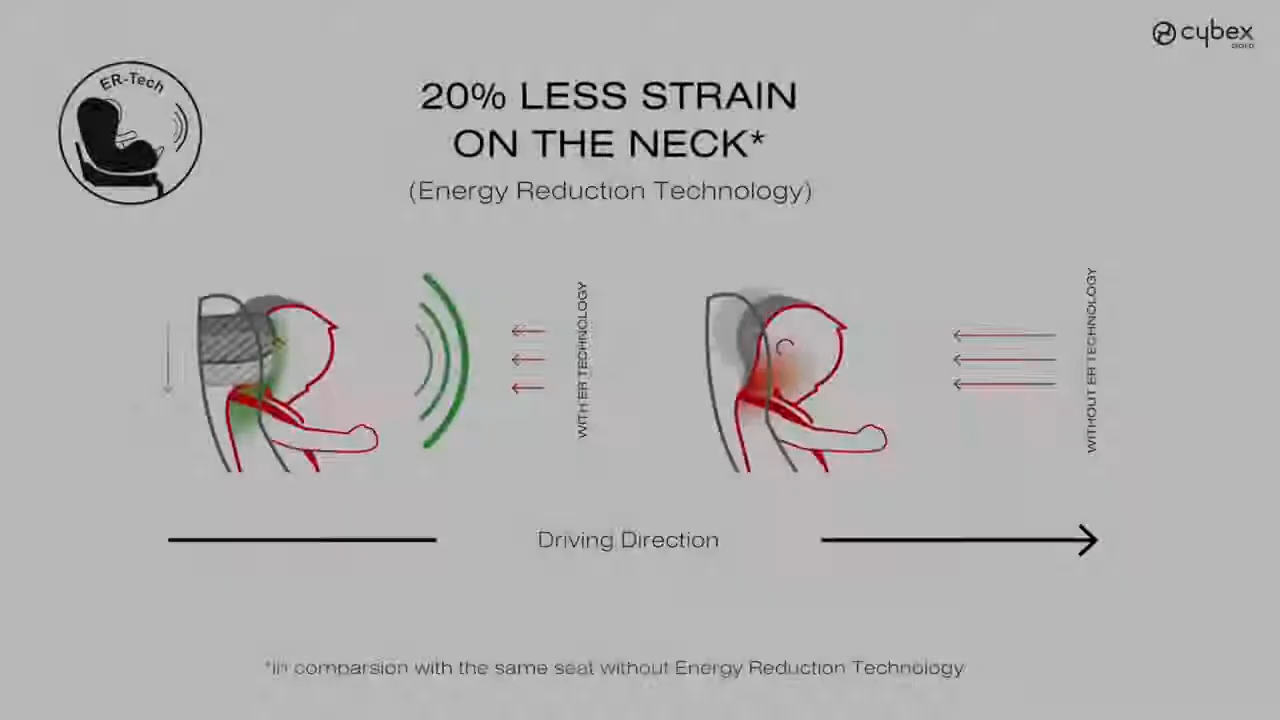 cybex
GOLD
ER-Tech
20% LESS STRAIN
ON THE NECK*
(Energy Reduction Technology)
WITH ER TECHNOLOGY
WITHOUT ER TECHNOLOGY
Driving Direction
*In comparsion with the same seat without Energy Reduction Technology